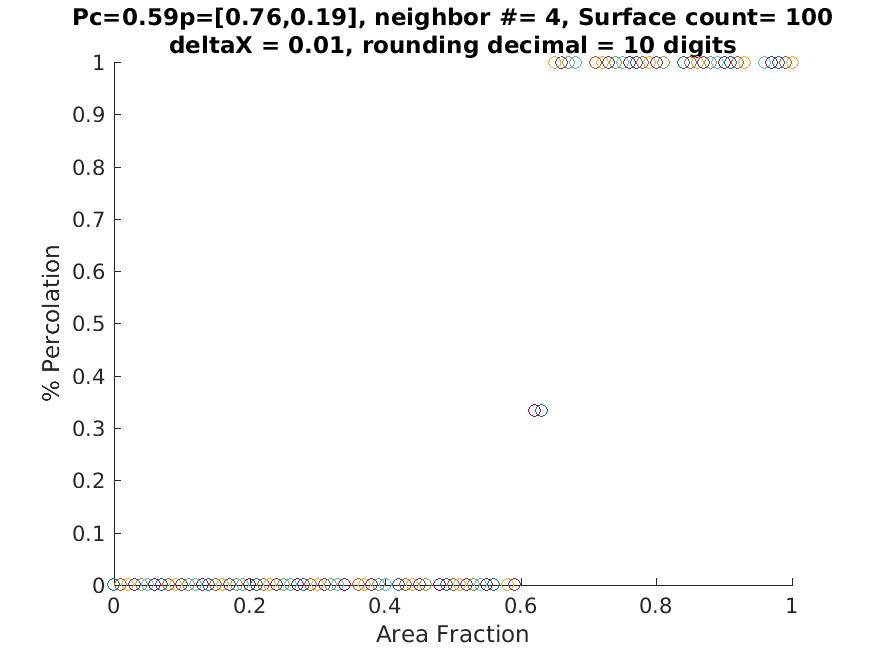 Pc=0.59p=[0.76,0.19], neighbor #= 4, Surface count= 100
deltaX = 0.01, rounding decimal = 10 digits
1
0.9
0.8
0.7
0.6
0.5
0.4
0.3
0.2
0.1
0
% Percolation
0 0.2 0.4 0.6 0.8 1
Area Fraction